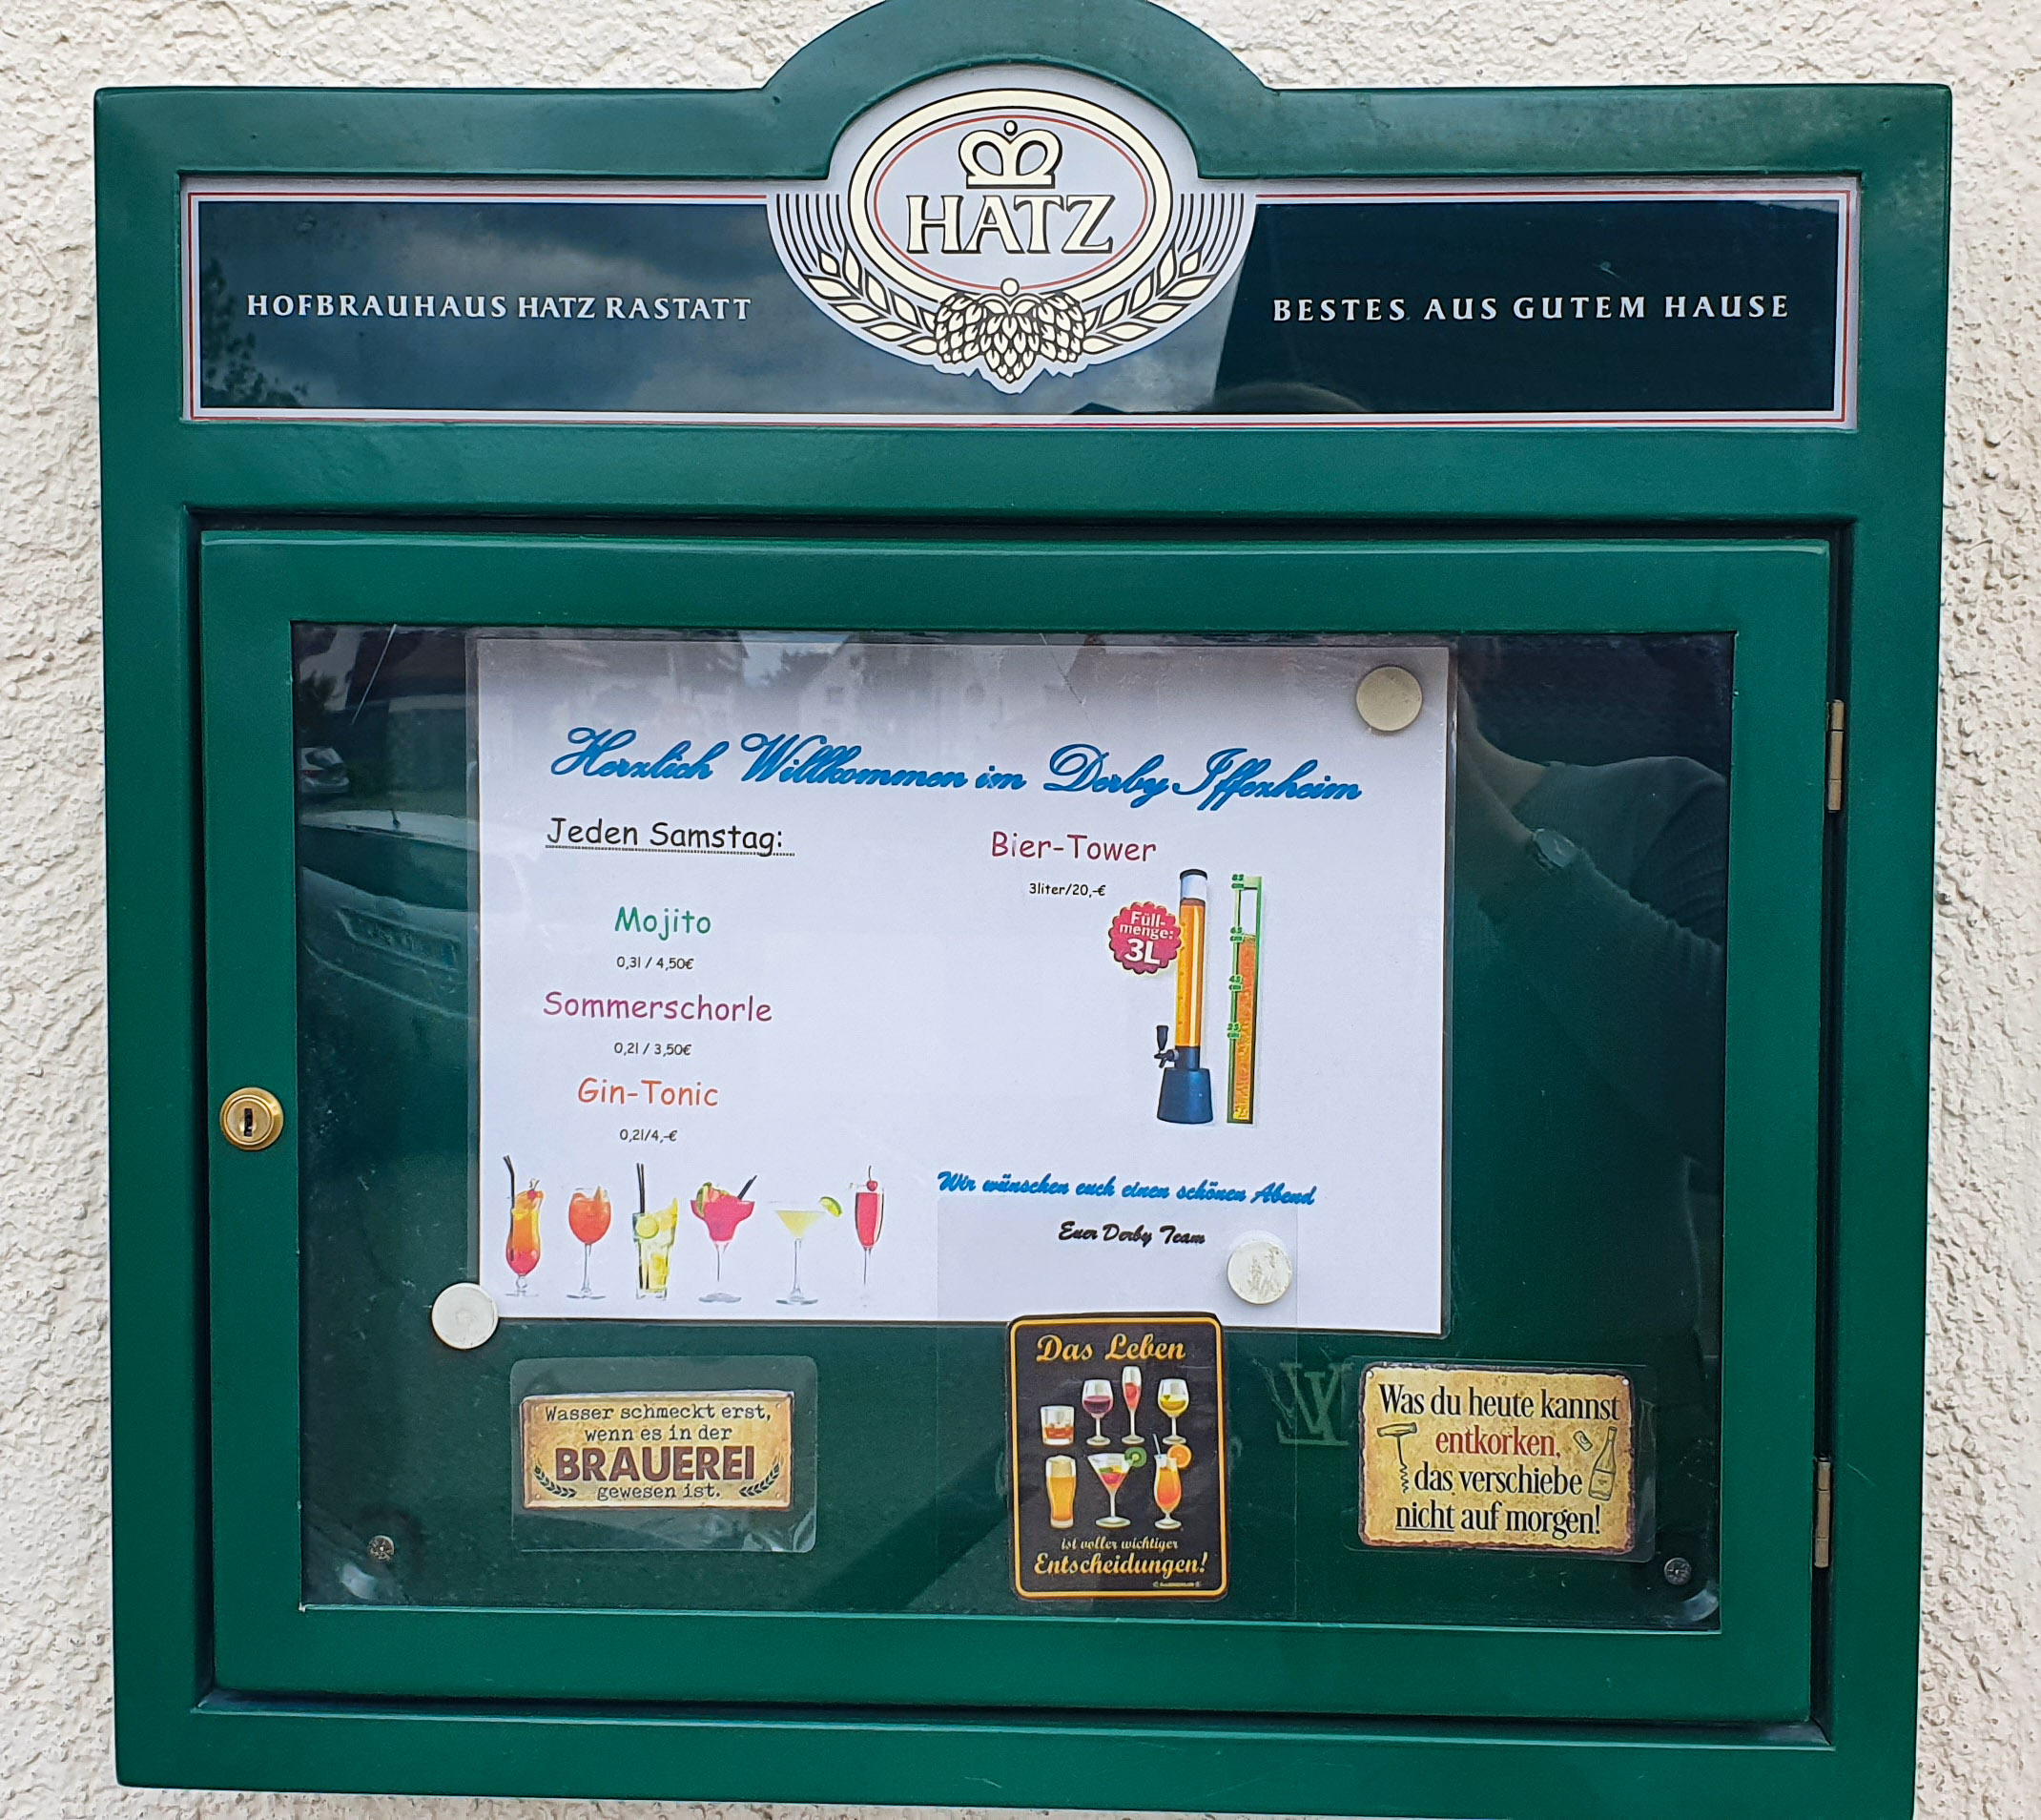 HATZ
HOFBRAUHAUS HATZ RASTATT
BESTES AUS GUTEM HAUSE
Herzlich Willkommen im Derby Iffezheim
Jeden Samstag:
Mojito
0,3l / 4,50€
Sommerschorle
0,2l / 3,50€
Gin-Tonic
0,2l/4,-€
Bier-Tower
3liter/20,-€
Füll-
menge:
3L
Wir wünschen euch einen schönen Abend
Euer Derby Team
Wasser schmeckt erst,
wenn es in der
BRAUEREI
gewesen ist.
Das Leben
ist voller wichtiger
Entscheidungen!
Was du heute kannst
entkorken,
das verschiebe
nicht auf morgen!